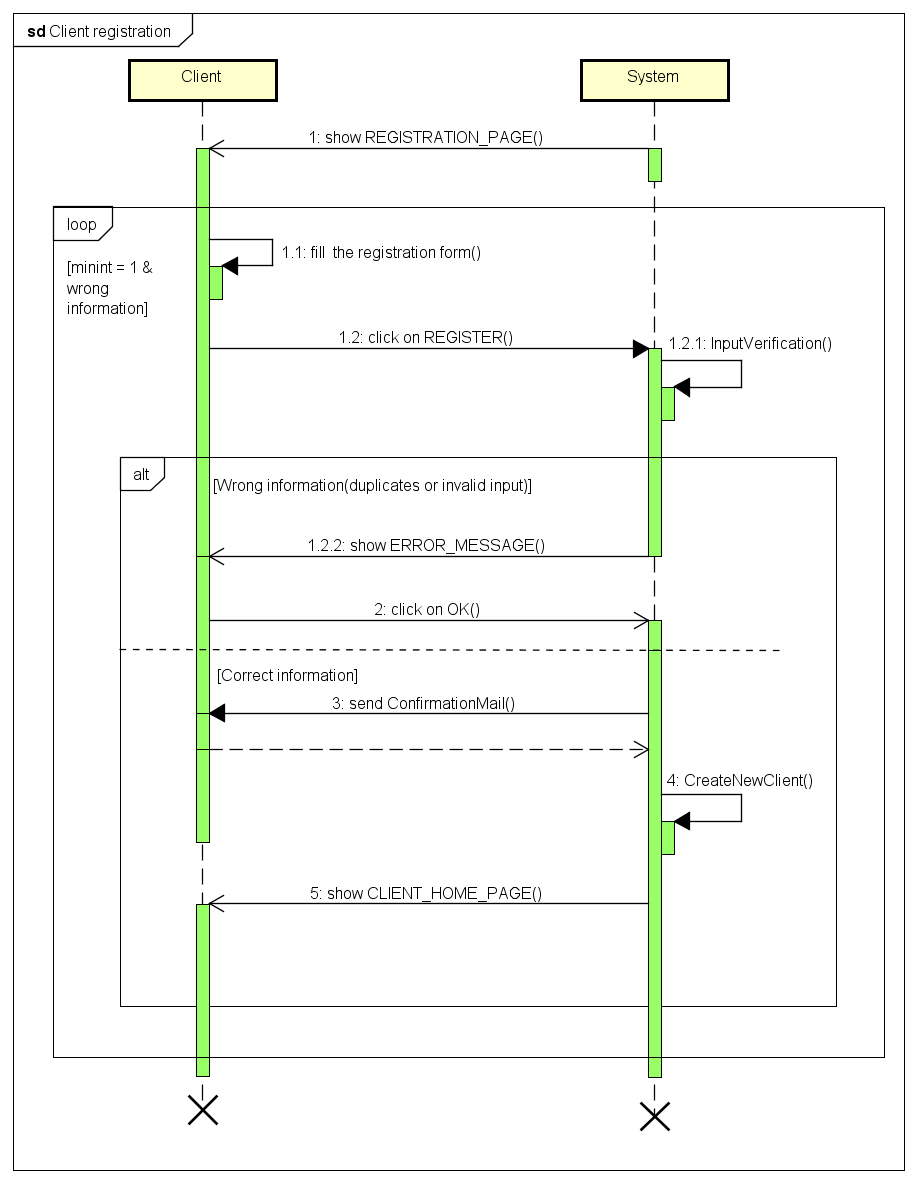 sd Client registration
Client
System
1: show REGISTRATION_PAGE()
loop
1.1: fill  the registration form()
[minint = 1 &
wrong
information]
1.2: click on REGISTER()
1.2.1: InputVerification()
alt
[Wrong information(duplicates or invalid input)]
1.2.2: show ERROR_MESSAGE()
2: click on OK()
[Correct information]
3: send ConfirmationMail()
4: CreateNewClient()
5: show CLIENT_HOME_PAGE()